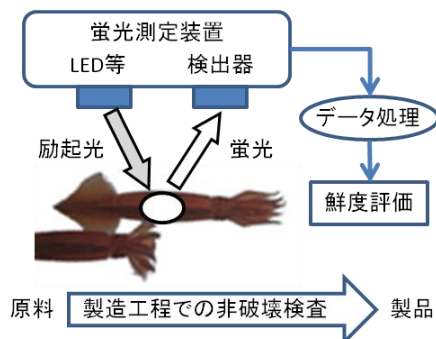 蛍光測定装置
LED等 検出器
データ処理
励起光 蛍光
鮮度評価
原料 製造工程での非破壊検査 製品